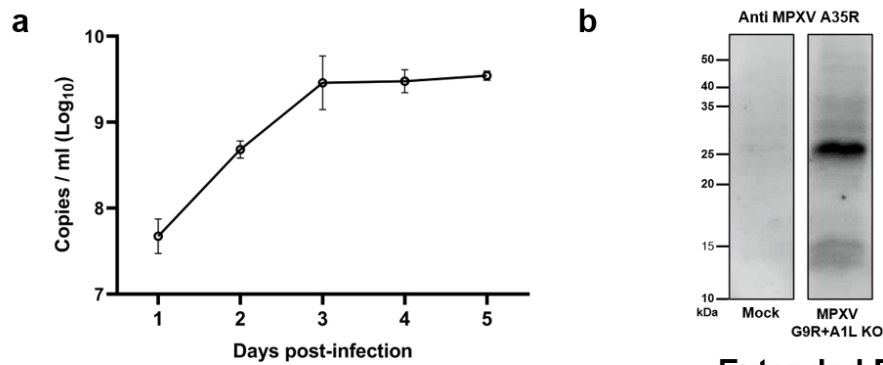 a
Copies / ml (Log10)
10
9
8
7
1 2 3 4 5
Days post-infection
b
Anti MPXV A35R
50
40
35
25
20
15
10
kDa
Mock
MPXV
G9R+A1L KO